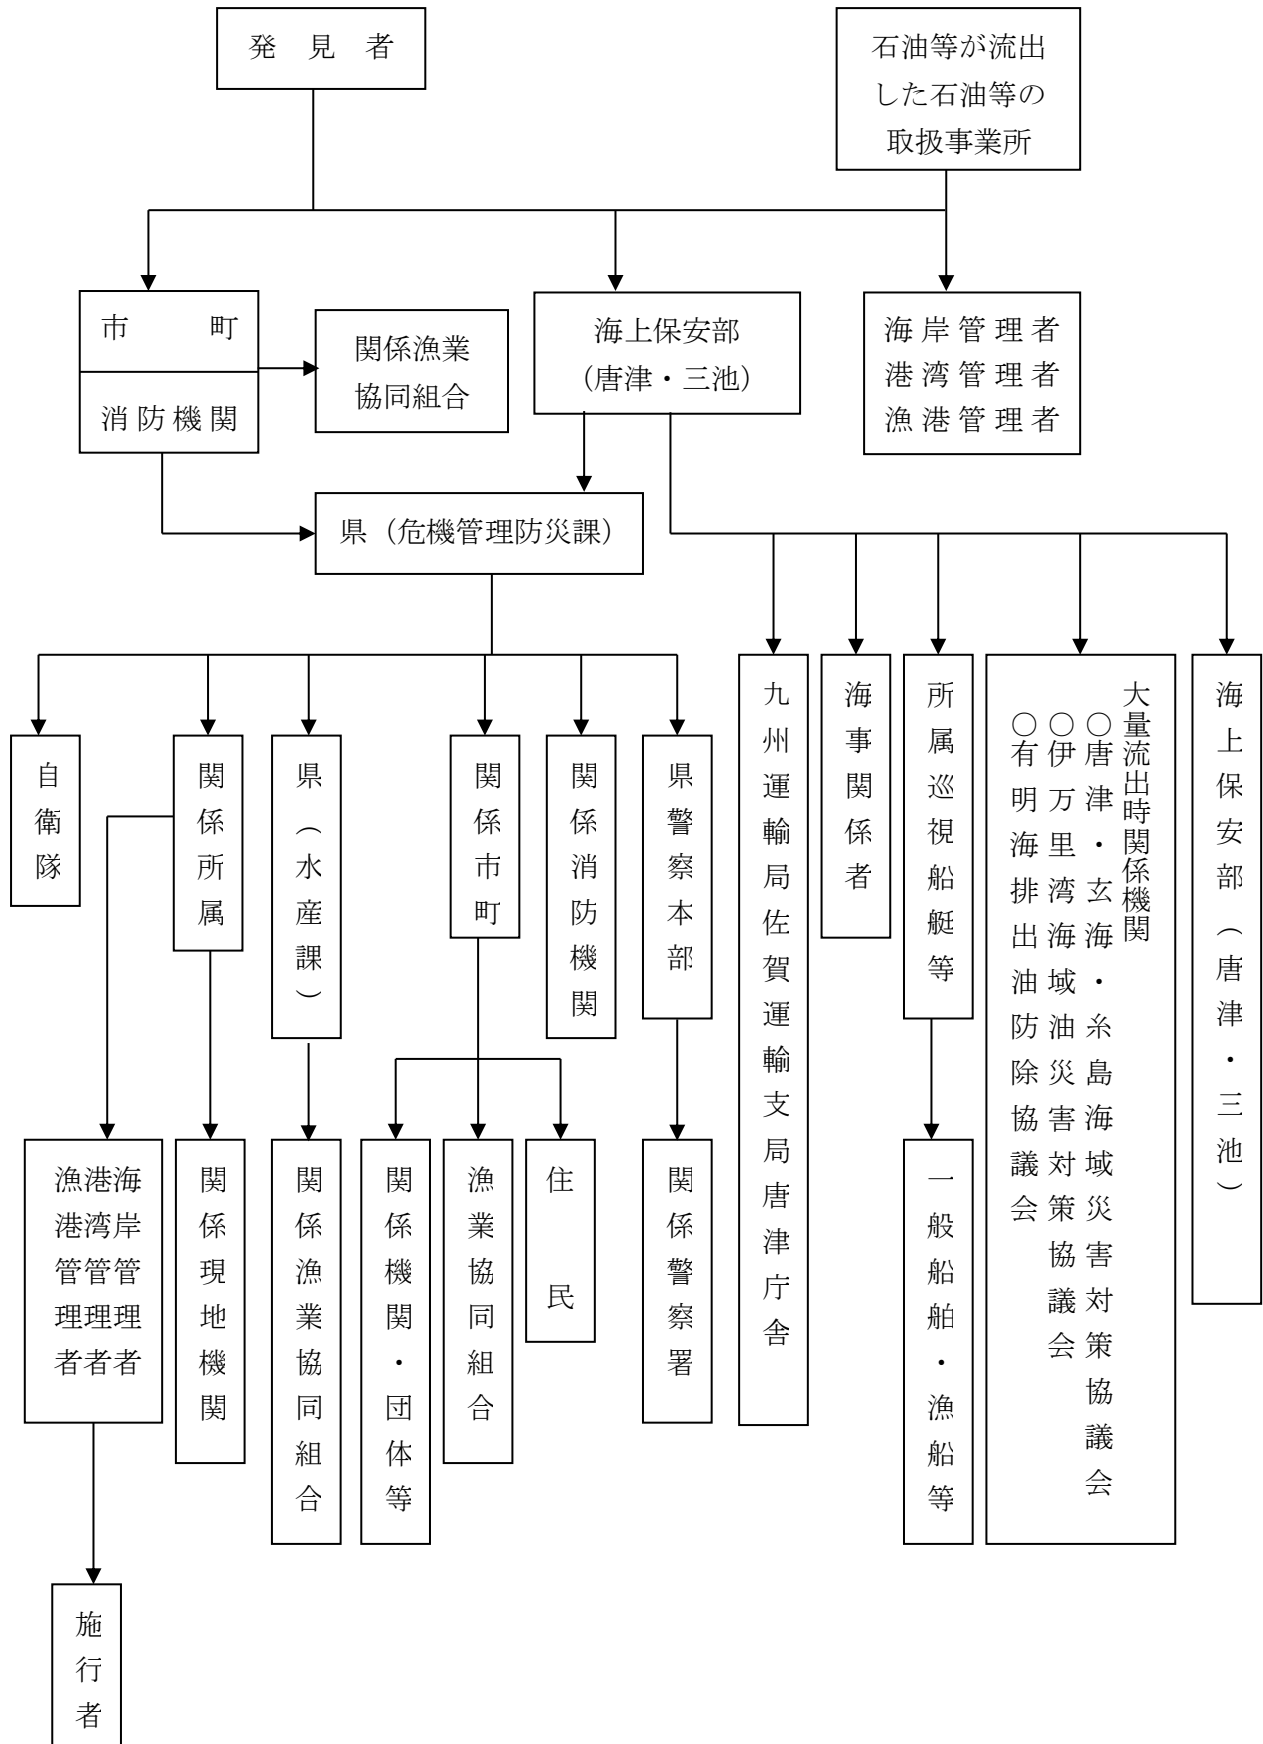 発　見　者
石油等が流出
した石油等の
取扱事業所
市　　　町
消防機関
関係漁業
協同組合
海上保安部
（唐津・三池）
海岸管理者
港湾管理者
漁港管理者
県（危機管理防災課）
自衛隊
関係所属
県（水産課）
関係市町
関係消防機関
県警察本部
九州運輸局佐賀運輸支局唐津庁舎
海事関係者
所属巡視船艇等
大量流出時関係機関
○唐津・玄海・糸島海域災害対策協議会
○伊万里湾海域油災害対策協議会
○有明海排出油防除協議会
海上保安部（唐津・三池）
海岸管理者
港湾管理者
漁港管理者
関係現地機関
関係漁業協同組合
関係機関・団体等
漁業協同組合
住　　民
関係警察署
一般船舶・漁船等
施行者